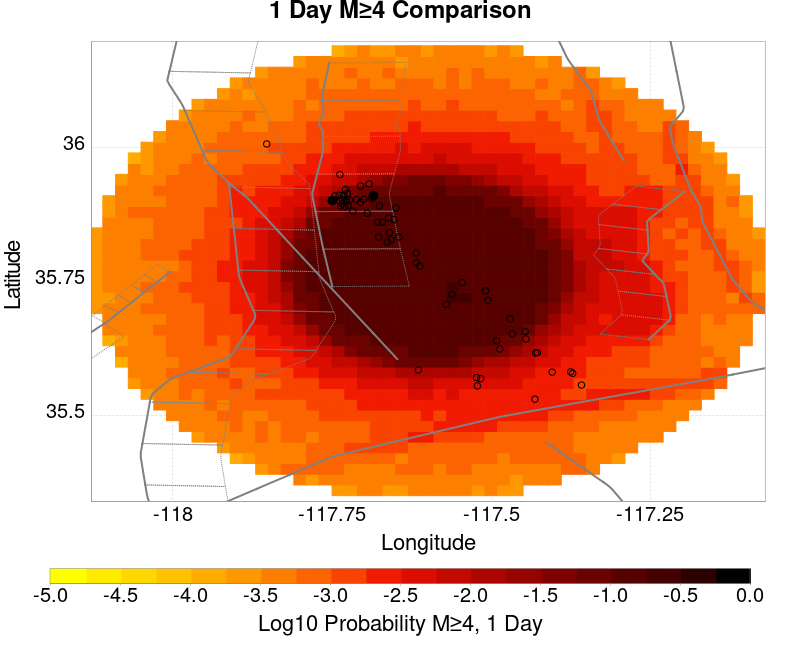 1 Day M≥4 Comparison
36
35.75
35.5
Latitude
-118 -117.75 -117.5 -117.25
Longitude
-5.0 -4.5 -4.0 -3.5 -3.0 -2.5 -2.0 -1.5 -1.0 -0.5 0.0
Log10 Probability M≥4, 1 Day